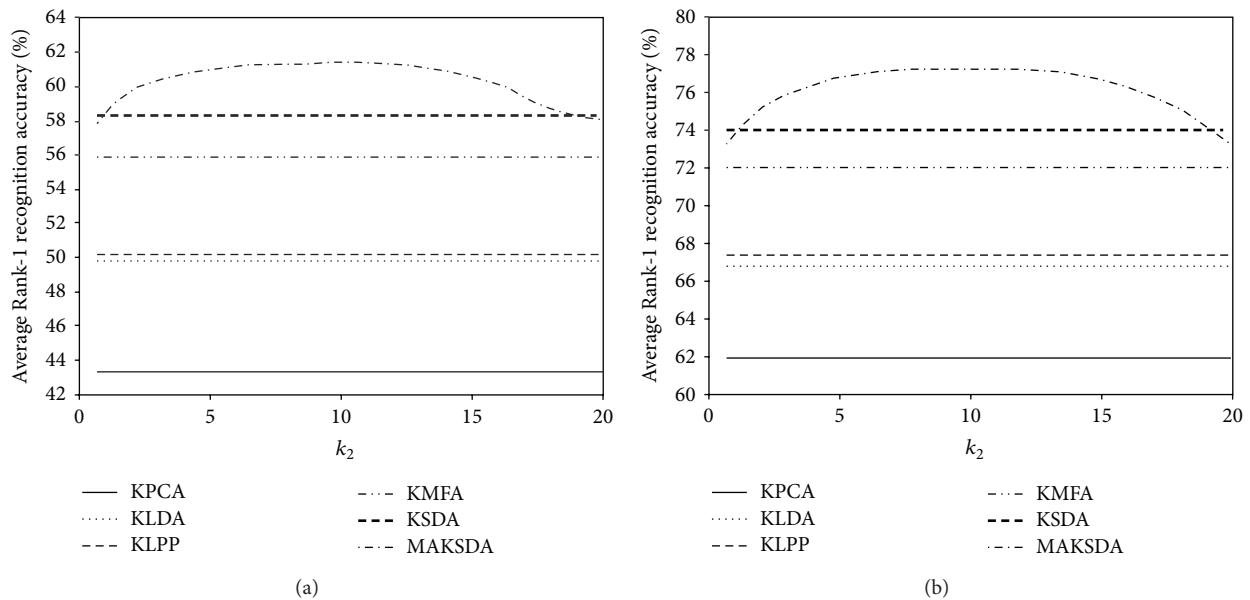 Average Rank-1 recognition accuracy (%)
64
62
60
58
56
54
52
50
48
46
43
42
0
5
10
15
20
k2
KPCA
KLDA
KLPP
KMFA
KSDA
MAKSDA
(a)
Average Rank-1 recognition accuracy (%)
80
78
76
74
72
70
68
66
64
62
60
0
5
10
15
20
k2
KPCA
KLDA
KLPP
KMFA
KSDA
MAKSDA
(b)